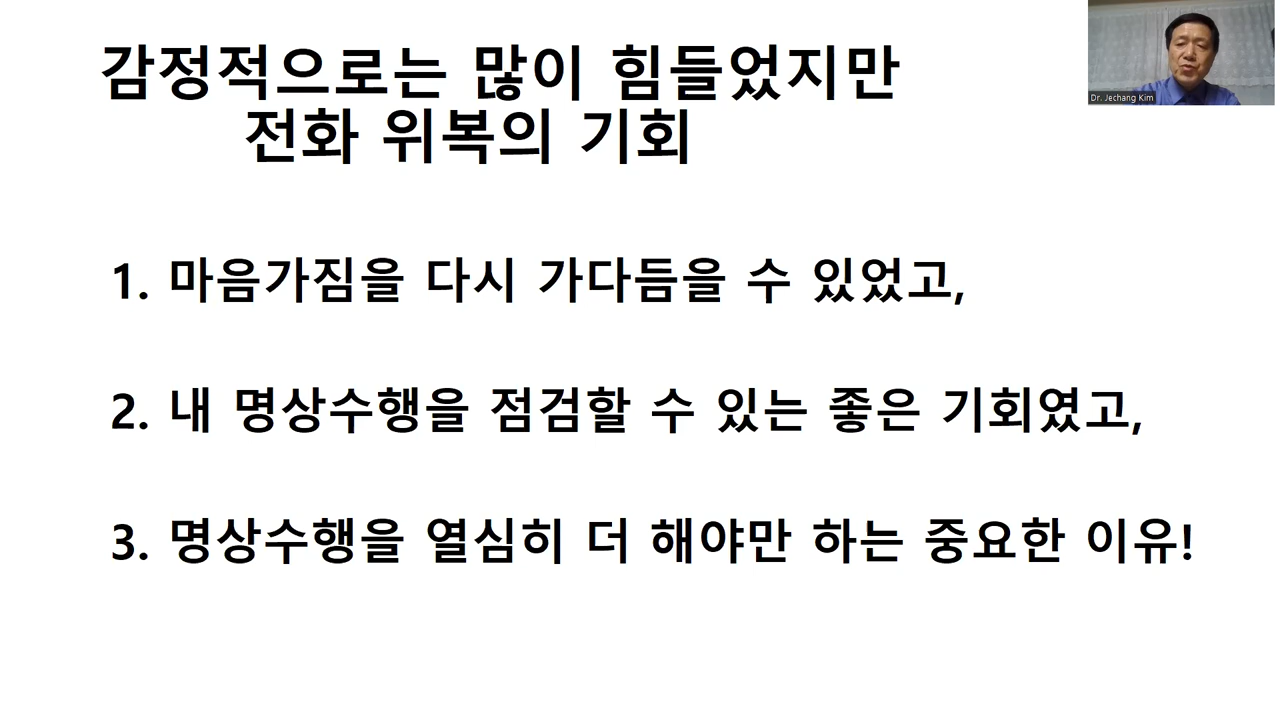 감정적으로는 많이 힘들었지만
전화 위복의 기회
Dr. Jechang Kim
1. 마음가짐을 다시 가다듬을 수 있었고,
2. 내 명상수행을 점검할 수 있는 좋은 기회였고,
3. 명상수행을 열심히 더 해야만 하는 중요한 이유!